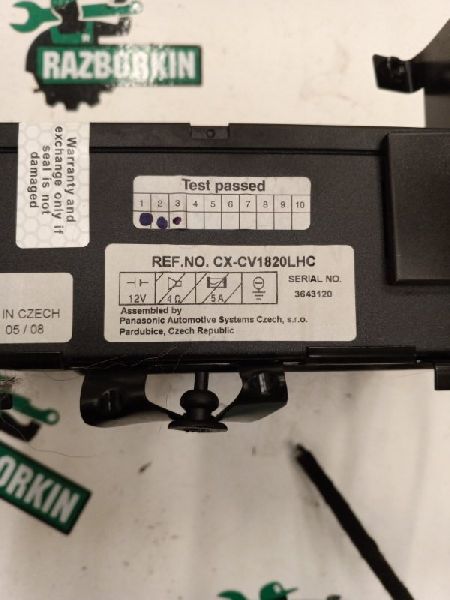 RAZBORKIN
Warranty and
exchange only if
seal is not
damaged
Test passed
1 2 3 4 5 6 7 8 9 10
REF.NO. CX-CV1820LHC
12V 4 Ω 5 A
SERIAL NO.
3643120
Assembled by
Panasonic Automotive Systems Czech, s.r.o.
Pardubice, Czech Republic
IN CZECH
05 / 08
ORKIN